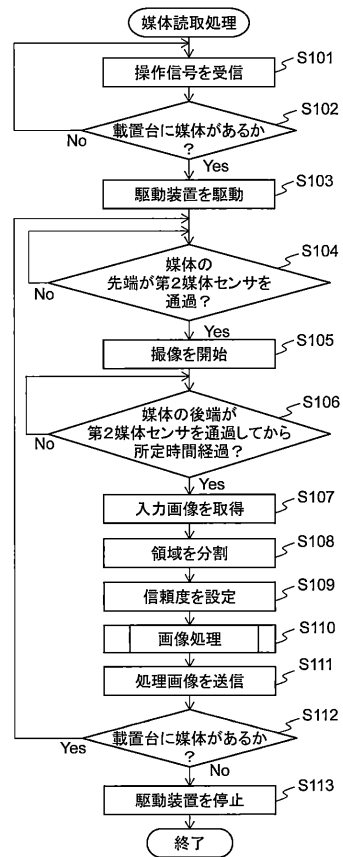 媒体読取処理
S101
操作信号を受信
S102
載置台に媒体があるか
?
No
Yes
S103
駆動装置を駆動
S104
媒体の
先端が第2媒体センサを
通過?
No
Yes
S105
撮像を開始
S106
媒体の後端が
第2媒体センサを通過してから
所定時間経過?
No
Yes
S107
入力画像を取得
S108
領域を分割
S109
信頼度を設定
S110
画像処理
S111
処理画像を送信
S112
載置台に媒体があるか
?
Yes
No
S113
駆動装置を停止
終了